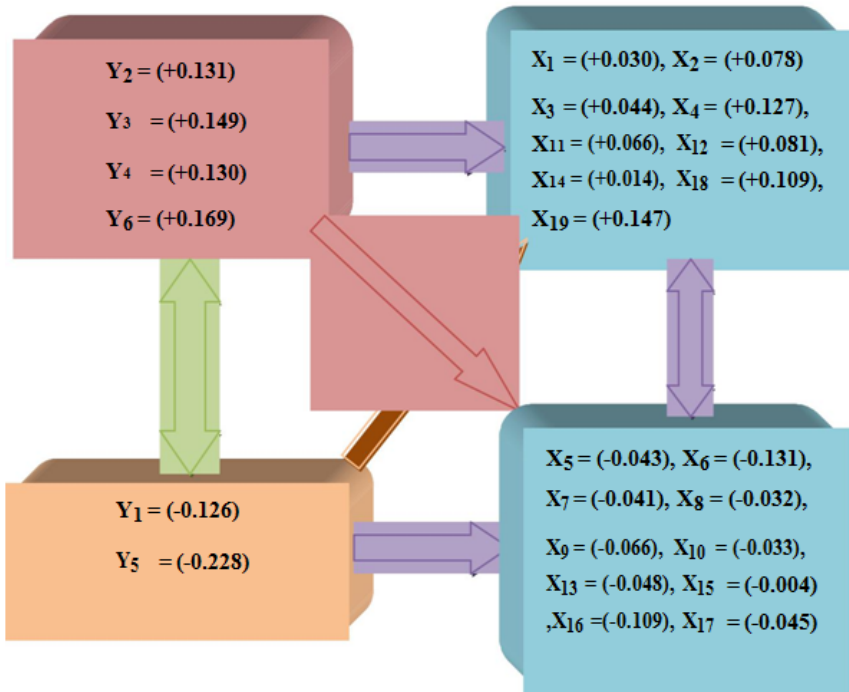 Y2 = (+0.131)
Y3 = (+0.149)
Y4 = (+0.130)
Y6 = (+0.169)
X1 = (+0.030), X2 = (+0.078)
X3 = (+0.044), X4 = (+0.127),
X11 = (+0.066), X12 = (+0.081),
X14 = (+0.014), X18 = (+0.109),
X19 = (+0.147)
Y1 = (-0.126)
Y5 = (-0.228)
X5 = (-0.043), X6 = (-0.131),
X7 = (-0.041), X8 = (-0.032),
X9 = (-0.066), X10 = (-0.033),
X13 = (-0.048), X15 = (-0.004)
,X16 =(-0.109), X17 = (-0.045)